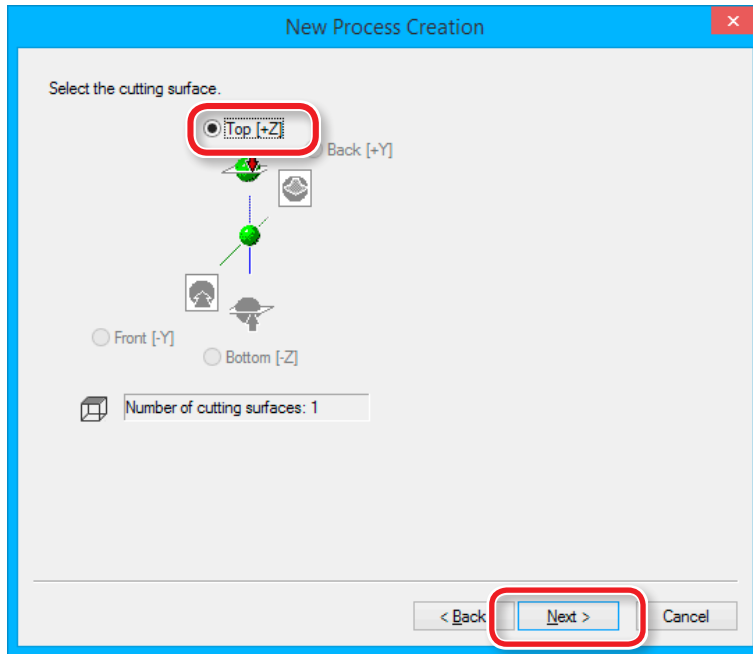 New Process Creation
Select the cutting surface.
Top [+Z]
Back [+Y]
Front [-Y]
Bottom [-Z]
Number of cutting surfaces: 1
< Back
Next >
Cancel